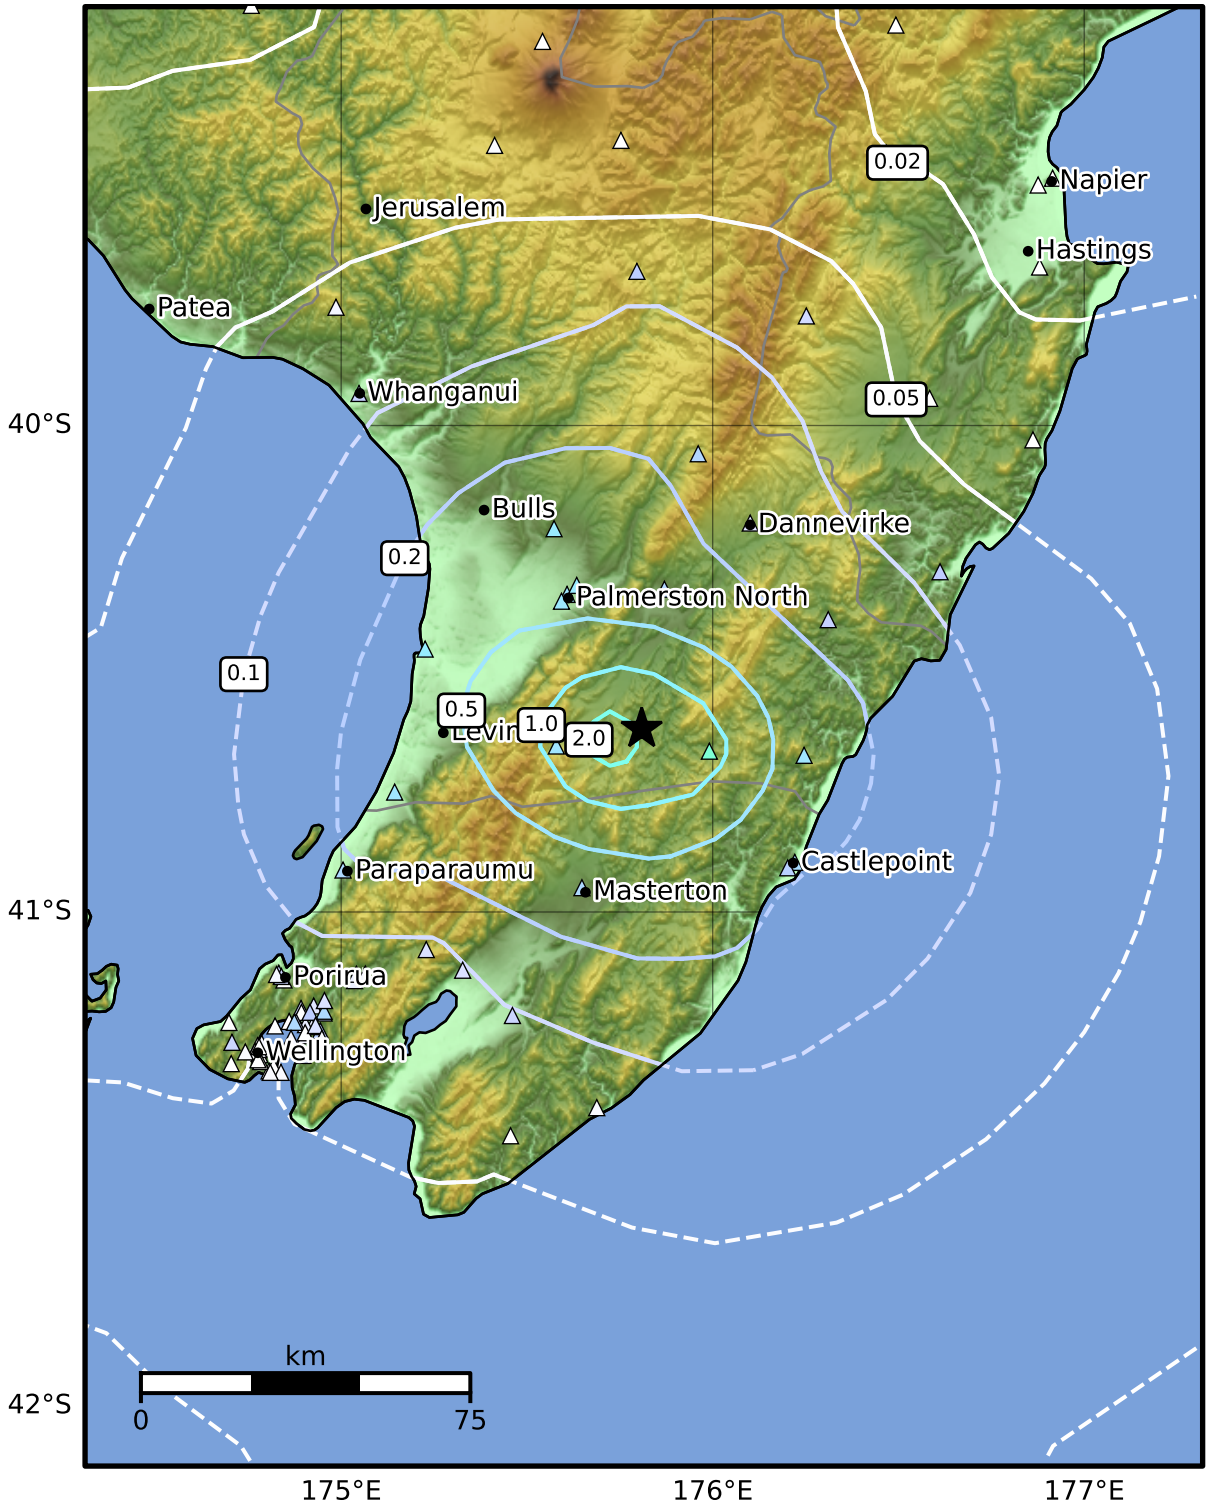 0.02
Napier
Jerusalem
Hastings
Patea
Whanganui
0.05
40°S
Bulls
Dannevirke
0.2
Palmerston North
0.1
0.5
1.0
2.0
Castlepoint
Paraparaumu
Masterton
41°S
Porirua
Wellington
km
0
75
42°S
175°E
176°E
177°E